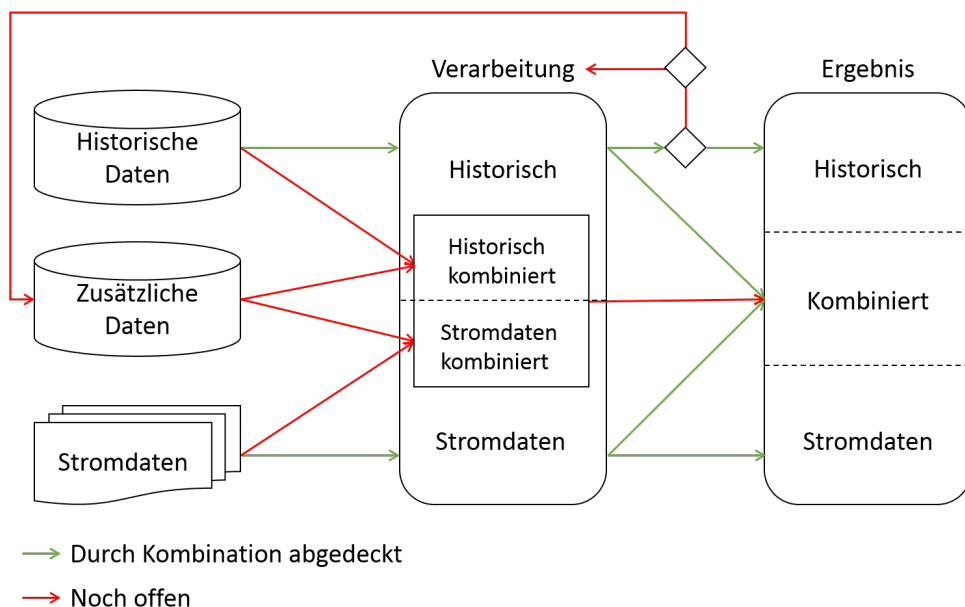 Verarbeitung
Ergebnis
Historische
Daten
Historisch
Historisch
Historisch
kombiniert
Zusätzliche
Daten
Kombiniert
Stromdaten
kombiniert
Stromdaten
Stromdaten
Stromdaten
Durch Kombination abgedeckt
Noch offen